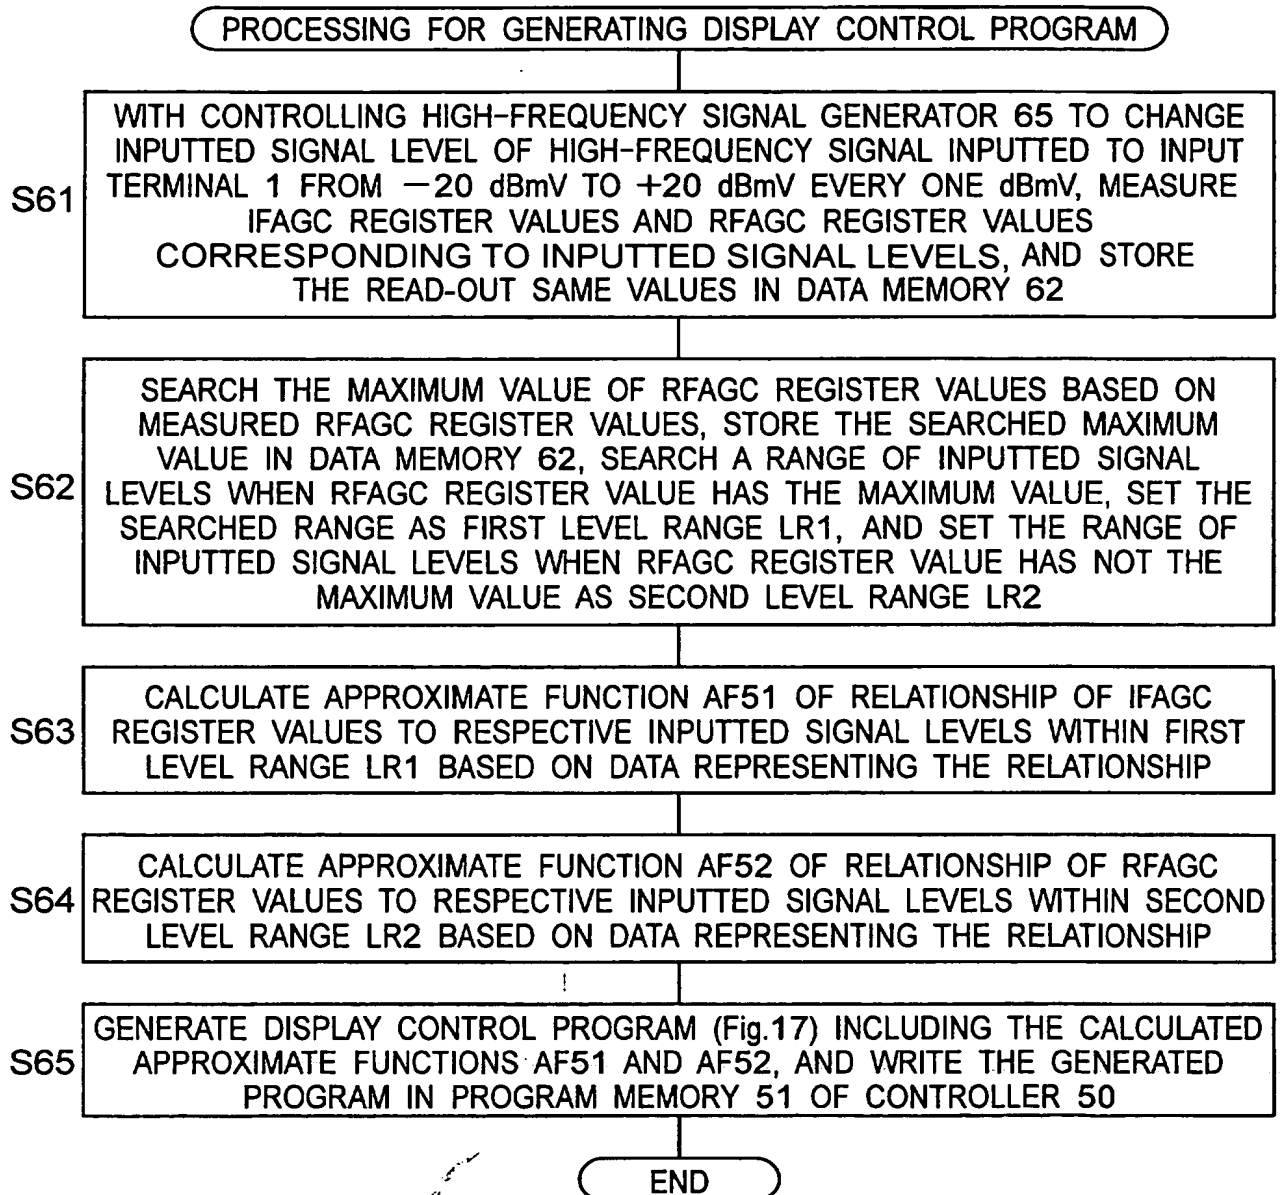 PROCESSING FOR GENERATING DISPLAY CONTROL PROGRAM
S61
WITH CONTROLLING HIGH-FREQUENCY SIGNAL GENERATOR 65 TO CHANGE
INPUTTED SIGNAL LEVEL OF HIGH-FREQUENCY SIGNAL INPUTTED TO INPUT
TERMINAL 1 FROM −20 dBmV TO +20 dBmV EVERY ONE dBmV, MEASURE
IFAGC REGISTER VALUES AND RFAGC REGISTER VALUES
CORRESPONDING TO INPUTTED SIGNAL LEVELS, AND STORE
THE READ-OUT SAME VALUES IN DATA MEMORY 62
S62
SEARCH THE MAXIMUM VALUE OF RFAGC REGISTER VALUES BASED ON
MEASURED RFAGC REGISTER VALUES, STORE THE SEARCHED MAXIMUM
VALUE IN DATA MEMORY 62, SEARCH A RANGE OF INPUTTED SIGNAL
LEVELS WHEN RFAGC REGISTER VALUE HAS THE MAXIMUM VALUE, SET THE
SEARCHED RANGE AS FIRST LEVEL RANGE LR1, AND SET THE RANGE OF
INPUTTED SIGNAL LEVELS WHEN RFAGC REGISTER VALUE HAS NOT THE
MAXIMUM VALUE AS SECOND LEVEL RANGE LR2
S63
CALCULATE APPROXIMATE FUNCTION AF51 OF RELATIONSHIP OF IFAGC
REGISTER VALUES TO RESPECTIVE INPUTTED SIGNAL LEVELS WITHIN FIRST
LEVEL RANGE LR1 BASED ON DATA REPRESENTING THE RELATIONSHIP
S64
CALCULATE APPROXIMATE FUNCTION AF52 OF RELATIONSHIP OF RFAGC
REGISTER VALUES TO RESPECTIVE INPUTTED SIGNAL LEVELS WITHIN SECOND
LEVEL RANGE LR2 BASED ON DATA REPRESENTING THE RELATIONSHIP
S65
GENERATE DISPLAY CONTROL PROGRAM (Fig.17) INCLUDING THE CALCULATED
APPROXIMATE FUNCTIONS AF51 AND AF52, AND WRITE THE GENERATED
PROGRAM IN PROGRAM MEMORY 51 OF CONTROLLER 50
END